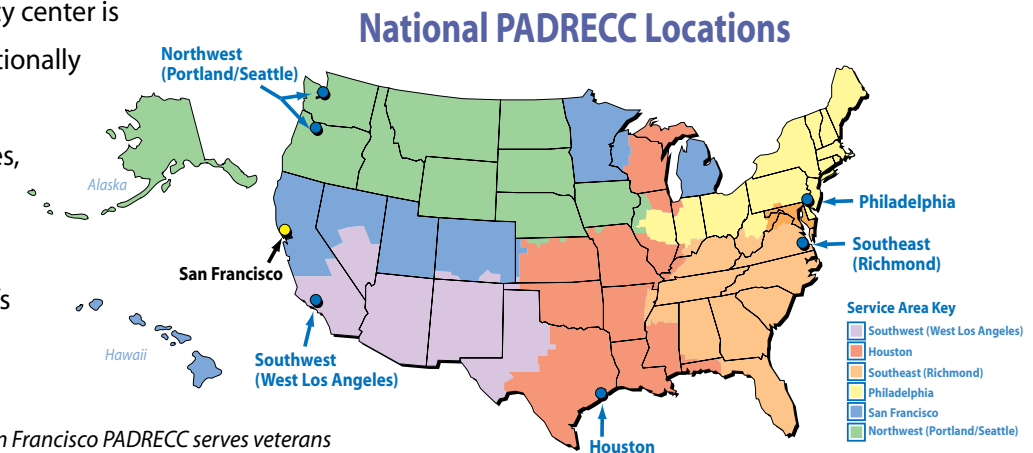 y center is
tionally
es,
s
National PADRECC Locations
Northwest
(Portland/Seattle)
Alaska
San Francisco
Hawaii
Southwest
(West Los Angeles)
Houston
Philadelphia
Southeast
(Richmond)
Service Area Key
Southwest (West Los Angeles)
Houston
Southeast (Richmond)
Philadelphia
San Francisco
Northwest (Portland/Seattle)
n Francisco PADRECC serves veterans